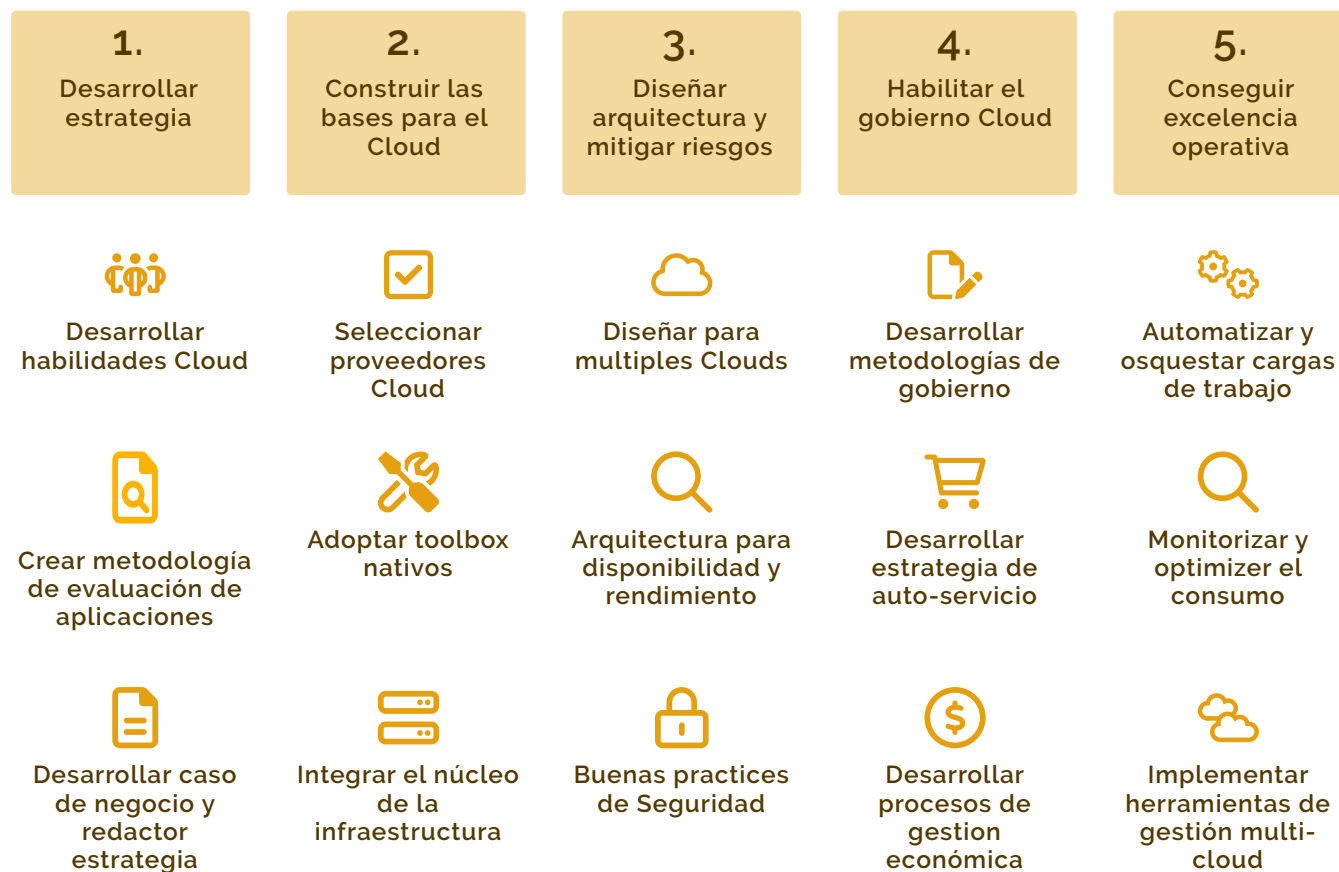 1.
Desarrollar
estrategia
2.
Construir las
bases para el
Cloud
3.
Diseñar
arquitectura y
mitigar riesgos
4.
Habilitar el
gobierno Cloud
5.
Conseguir
excelencia
operativa
Desarrollar
habilidades Cloud
Seleccionar
proveedores
Cloud
Diseñar para
multiples Clouds
Desarrollar
metodologías de
gobierno
Automatizar y
osquestar cargas
de trabajo
Crear metodología
de evaluación de
aplicaciones
Adoptar toolbox
nativos
Arquitectura para
disponibilidad y
rendimiento
Desarrollar
estrategia de
auto-servicio
Monitorizar y
optimizer el
consumo
Desarrollar caso
de negocio y
redactor
estrategia
Integrar el núcleo
de la
infraestructura
Buenas practices
de Seguridad
$
Desarrollar
procesos de
gestion
económica
Implementar
herramientas de
gestión multi-
cloud